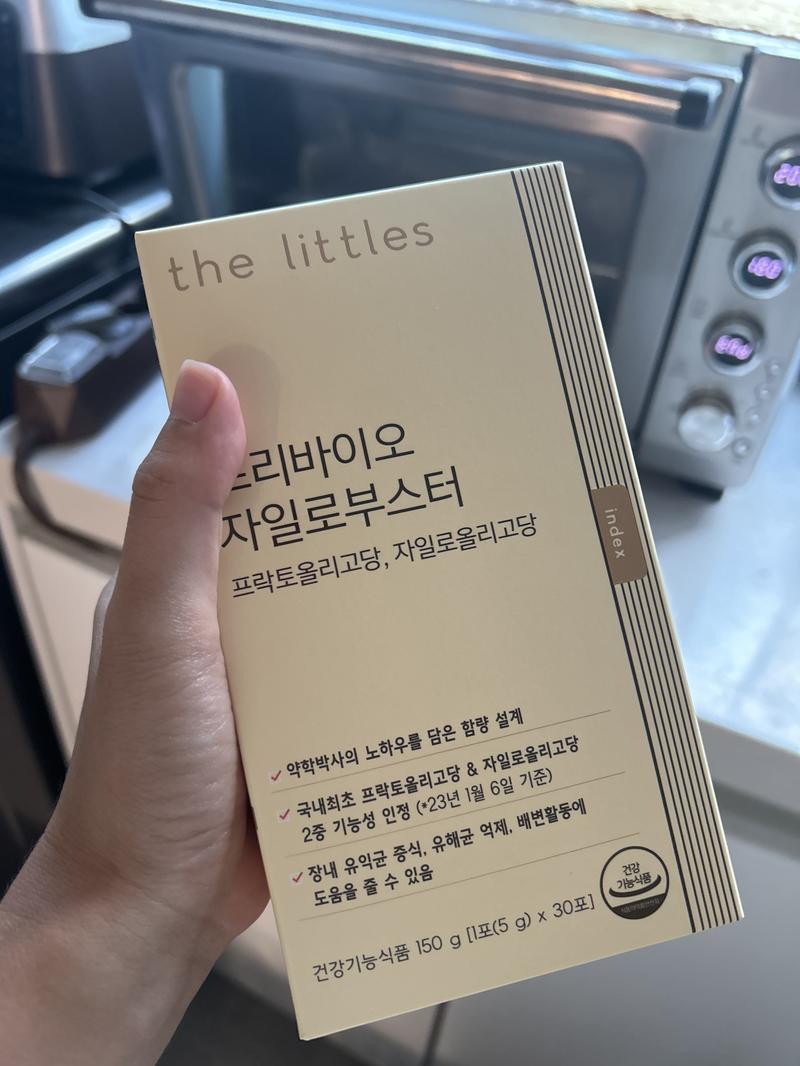 the littles
리바이오
자일로부스터
프락토올리고당, 자일로올리고당
index
약학박사의 노하우를 담은 함량 설계
국내최초 프락토올리고당 & 자일로올리고당
2중 기능성 인정 (*23년 1월 6일 기준)
장내 유익균 증식, 유해균 억제, 배변활동에
도움을 줄 수 있음
건강
기능식품
건강기능식품 150 g [1포(5 g) x 30포]
180